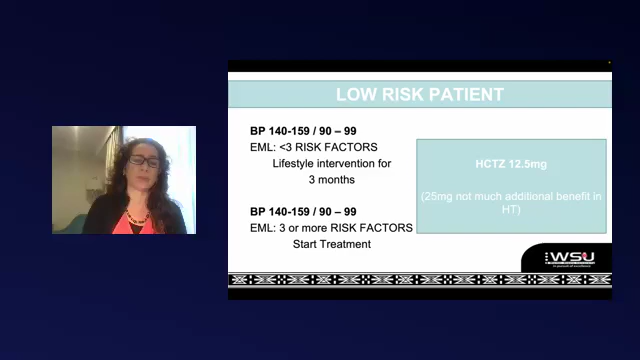 LOW RISK PATIENT
BP 140-159 / 90 – 99
EML: <3 RISK FACTORS
Lifestyle intervention for
3 months
BP 140-159 / 90 – 99
EML: 3 or more RISK FACTORS
Start Treatment
HCTZ 12.5mg
(25mg not much additional benefit in
HT)
WSU